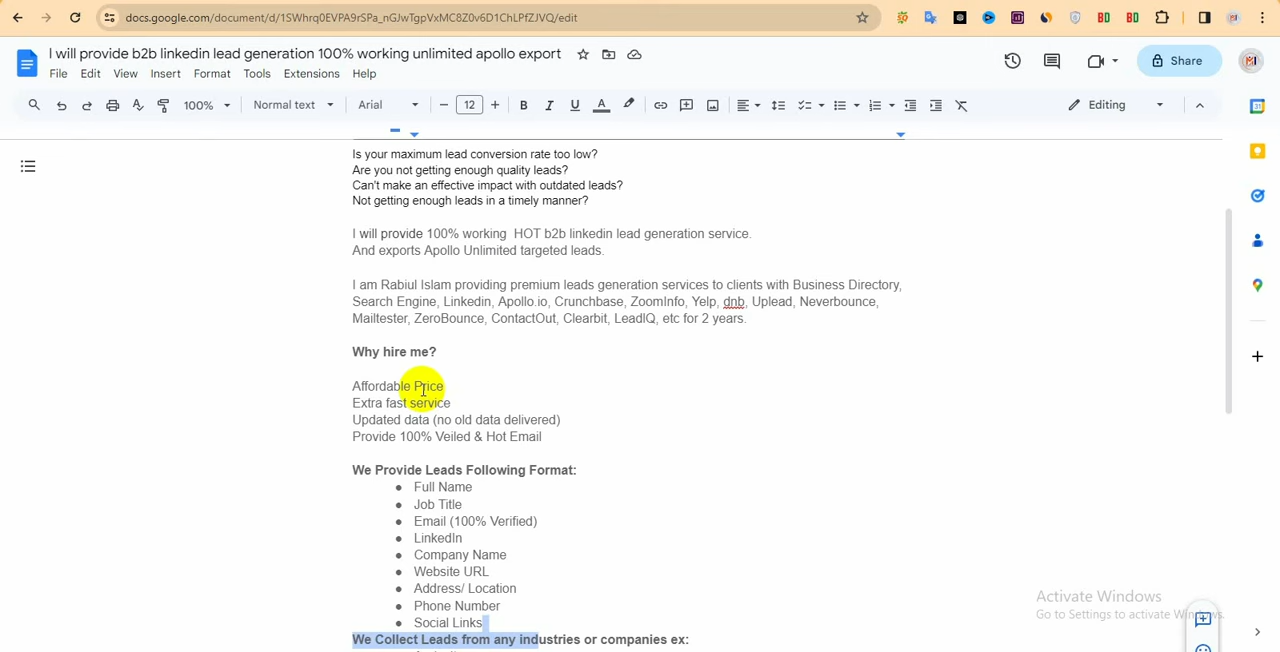 docs.google.com/document/d/1SWhrq0EVPA9rSPa_nGJwTgpVxMC8Z0v6D1ChLPfZJVQ/edit
I will provide b2b linkedin lead generation 100% working unlimited apollo export
File Edit View Insert Format Tools Extensions Help
Share
100% Normal text Arial 12 B I U A Editing
Is your maximum lead conversion rate too low?
Are you not getting enough quality leads?
Can't make an effective impact with outdated leads?
Not getting enough leads in a timely manner?
I will provide 100% working HOT b2b linkedin lead generation service.
And exports Apollo Unlimited targeted leads.
I am Rabiul Islam providing premium leads generation services to clients with Business Directory,
Search Engine, Linkedin, Apollo.io, Crunchbase, ZoomInfo, Yelp, dnb, Uplead, Neverbounce,
Mailtester, ZeroBounce, ContactOut, Clearbit, LeadIQ, etc for 2 years.
Why hire me?
Affordable Price
Extra fast service
Updated data (no old data delivered)
Provide 100% Veiled & Hot Email
We Provide Leads Following Format:
● Full Name
● Job Title
● Email (100% Verified)
● LinkedIn
● Company Name
● Website URL
● Address/ Location
● Phone Number
● Social Links
We Collect Leads from any industries or companies ex:
Activate Windows
Go to Settings to activate Windows.